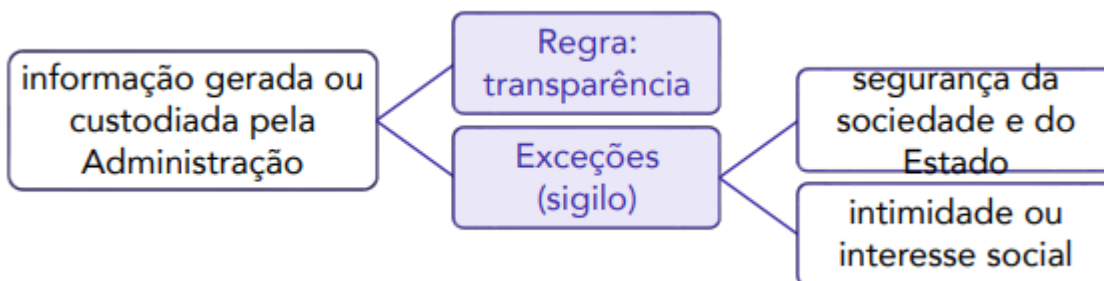 informação gerada ou
custodiada pela
Administração
Regra:
transparência
Exceções
(sigilo)
segurança da
sociedade e do
Estado
intimidade ou
interesse social